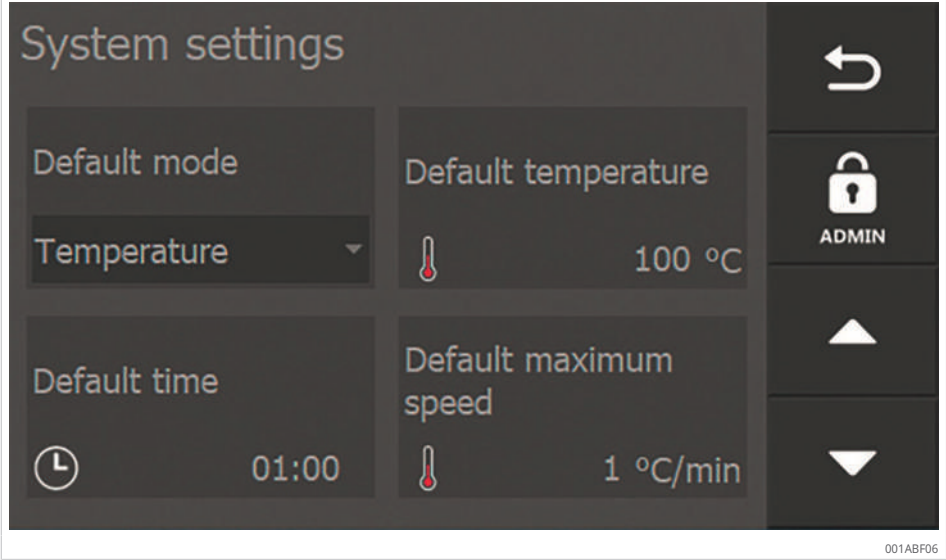 System settings
Default mode
Temperature
Default temperature
100 °C
Default time
01:00
Default maximum
speed
1 °C/min
ADMIN
001ABF06